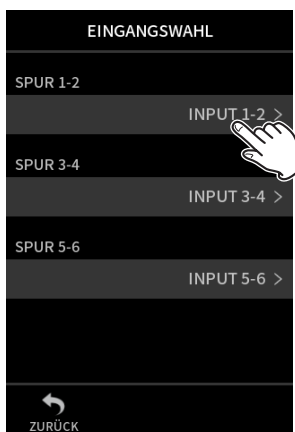 EINGANGSWAHL
SPUR 1-2
INPUT 1-2 >
SPUR 3-4
INPUT 3-4 >
SPUR 5-6
INPUT 5-6 >
ZURÜCK